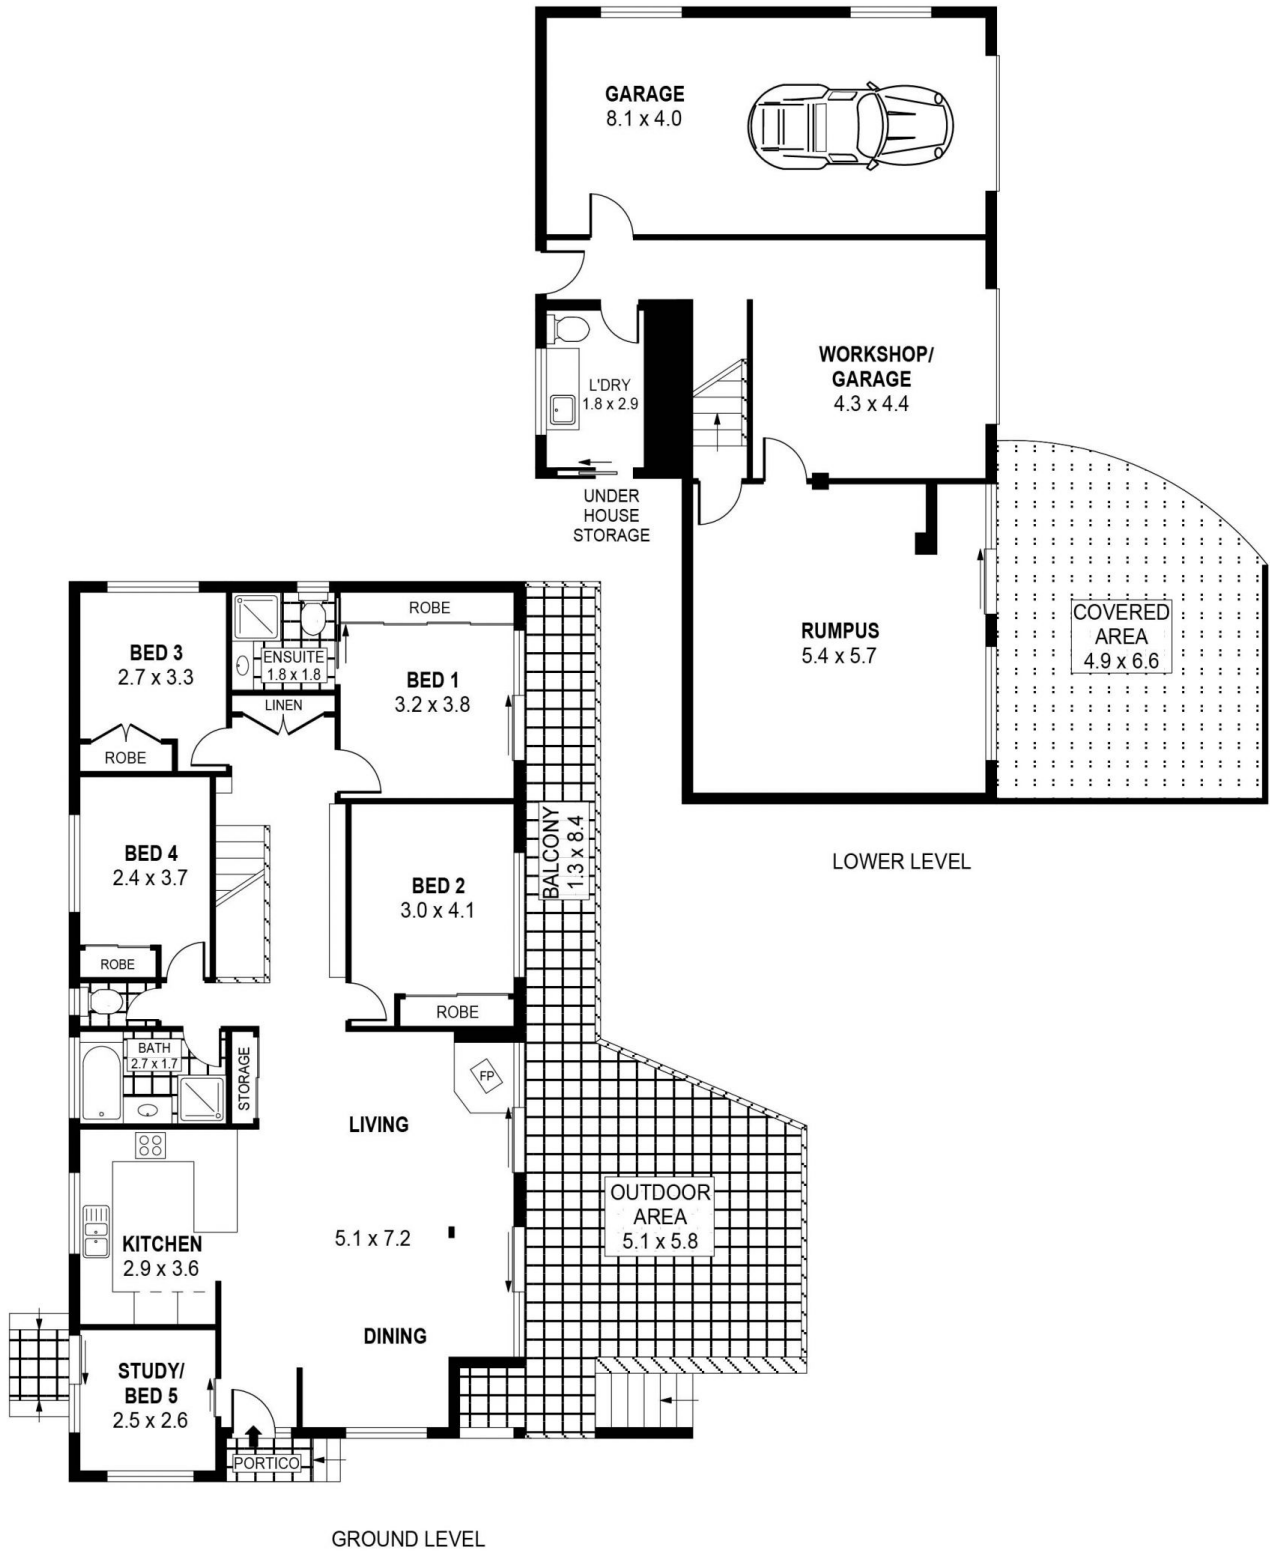 GARAGE
8.1 x 4.0
WORKSHOP/
GARAGE
4.3 x 4.4
L'DRY
1.8 x 2.9
UNDER
HOUSE
STORAGE
RUMPUS
5.4 x 5.7
COVERED
AREA
4.9 x 6.6
LOWER LEVEL
BED 3
2.7 x 3.3
ROBE
ENSUITE
1.8 x 1.8
LINEN
ROBE
BED 1
3.2 x 3.8
BED 4
2.4 x 3.7
ROBE
BED 2
3.0 x 4.1
ROBE
BALCONY
1.3 x 8.4
BATH
2.7 x 1.7
STORAGE
FP
LIVING
5.1 x 7.2
DINING
OUTDOOR
AREA
5.1 x 5.8
KITCHEN
2.9 x 3.6
STUDY/
BED 5
2.5 x 2.6
PORTICO
GROUND LEVEL